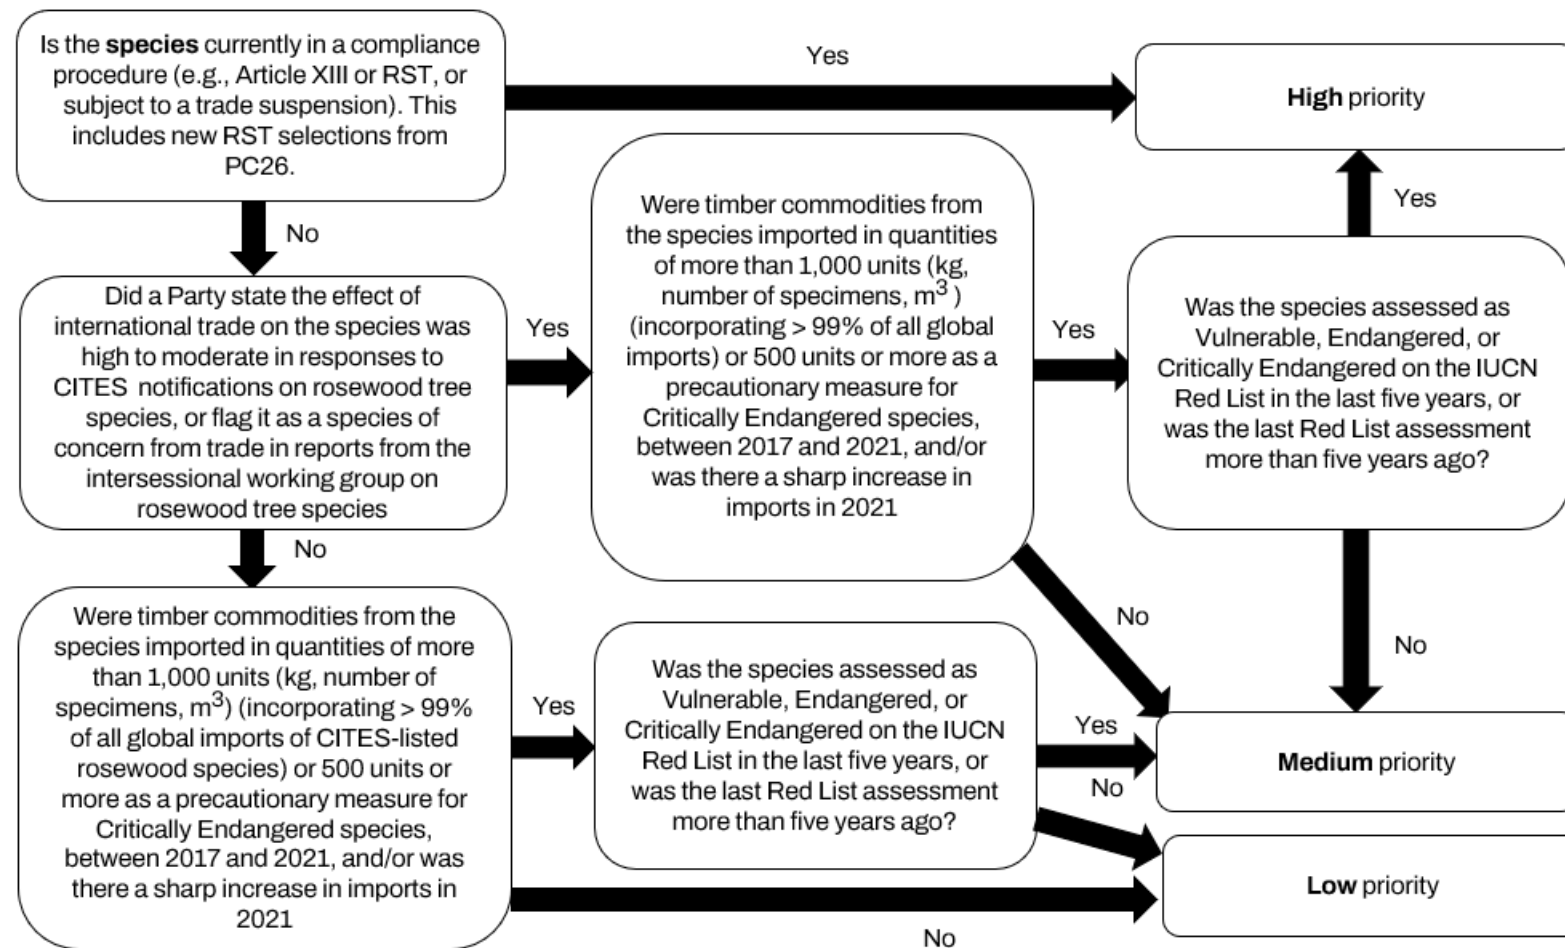 Is the species currently in a compliance
procedure (e.g., Article XIII or RST, or
subject to a trade suspension). This
includes new RST selections from
PC26.
Yes
High priority
No
Were timber commodities from
the species imported in quantities
of more than 1,000 units (kg,
number of specimens, m³ )
(incorporating > 99% of all global
imports) or 500 units or more as a
precautionary measure for
Critically Endangered species,
between 2017 and 2021, and/or
was there a sharp increase in
imports in 2021
Yes
Did a Party state the effect of
international trade on the species was
high to moderate in responses to
CITES notifications on rosewood tree
species, or flag it as a species of
concern from trade in reports from the
intersessional working group on
rosewood tree species
Yes
Yes
Was the species assessed as
Vulnerable, Endangered, or
Critically Endangered on the IUCN
Red List in the last five years, or
was the last Red List assessment
more than five years ago?
No
No
No
Were timber commodities from the
species imported in quantities of more
than 1,000 units (kg, number of
specimens, m³) (incorporating > 99%
of all global imports of CITES-listed
rosewood species) or 500 units or
more as a precautionary measure for
Critically Endangered species,
between 2017 and 2021, and/or was
there a sharp increase in imports in
2021
Yes
Was the species assessed as
Vulnerable, Endangered, or
Critically Endangered on the IUCN
Red List in the last five years, or
was the last Red List assessment
more than five years ago?
Yes
No
Medium priority
Low priority
No